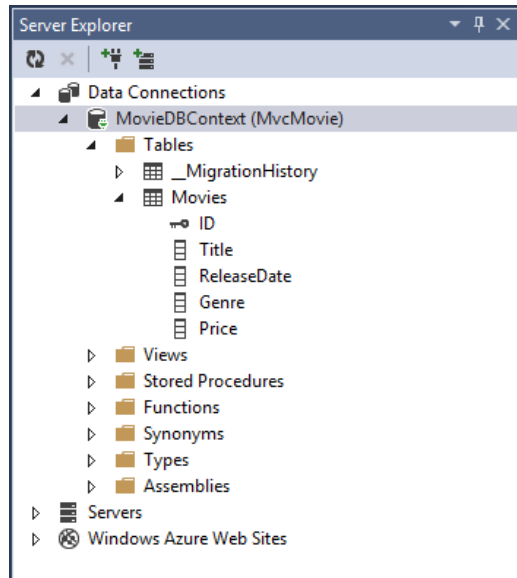 Server Explorer
Data Connections
MovieDBContext (MvcMovie)
Tables
__MigrationHistory
Movies
ID
Title
ReleaseDate
Genre
Price
Views
Stored Procedures
Functions
Synonyms
Types
Assemblies
Servers
Windows Azure Web Sites